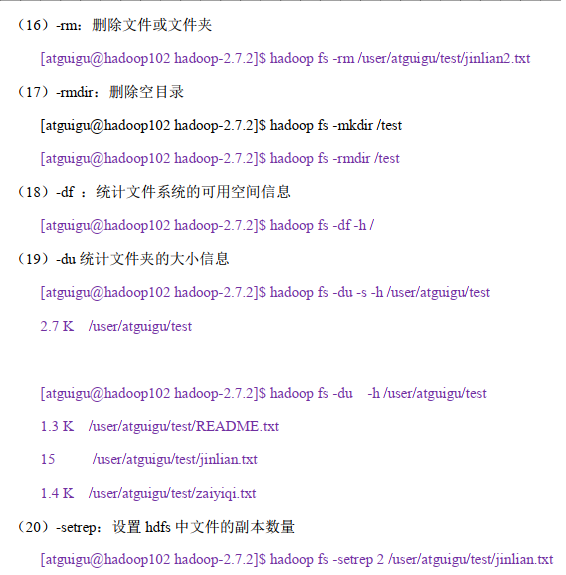 （16）-rm：删除文件或文件夹
[atguigu@hadoop102 hadoop-2.7.2]$ hadoop fs -rm /user/atguigu/test/jinlian2.txt
（17）-rmdir：删除空目录
[atguigu@hadoop102 hadoop-2.7.2]$ hadoop fs -mkdir /test
[atguigu@hadoop102 hadoop-2.7.2]$ hadoop fs -rmdir /test
（18）-df ：统计文件系统的可用空间信息
[atguigu@hadoop102 hadoop-2.7.2]$ hadoop fs -df -h /
（19）-du 统计文件夹的大小信息
[atguigu@hadoop102 hadoop-2.7.2]$ hadoop fs -du -s -h /user/atguigu/test
2.7 K /user/atguigu/test
[atguigu@hadoop102 hadoop-2.7.2]$ hadoop fs -du -h /user/atguigu/test
1.3 K /user/atguigu/test/README.txt
15 /user/atguigu/test/jinlian.txt
1.4 K /user/atguigu/test/zaiyiqi.txt
（20）-setrep：设置 hdfs 中文件的副本数量
[atguigu@hadoop102 hadoop-2.7.2]$ hadoop fs -setrep 2 /user/atguigu/test/jinlian.txt